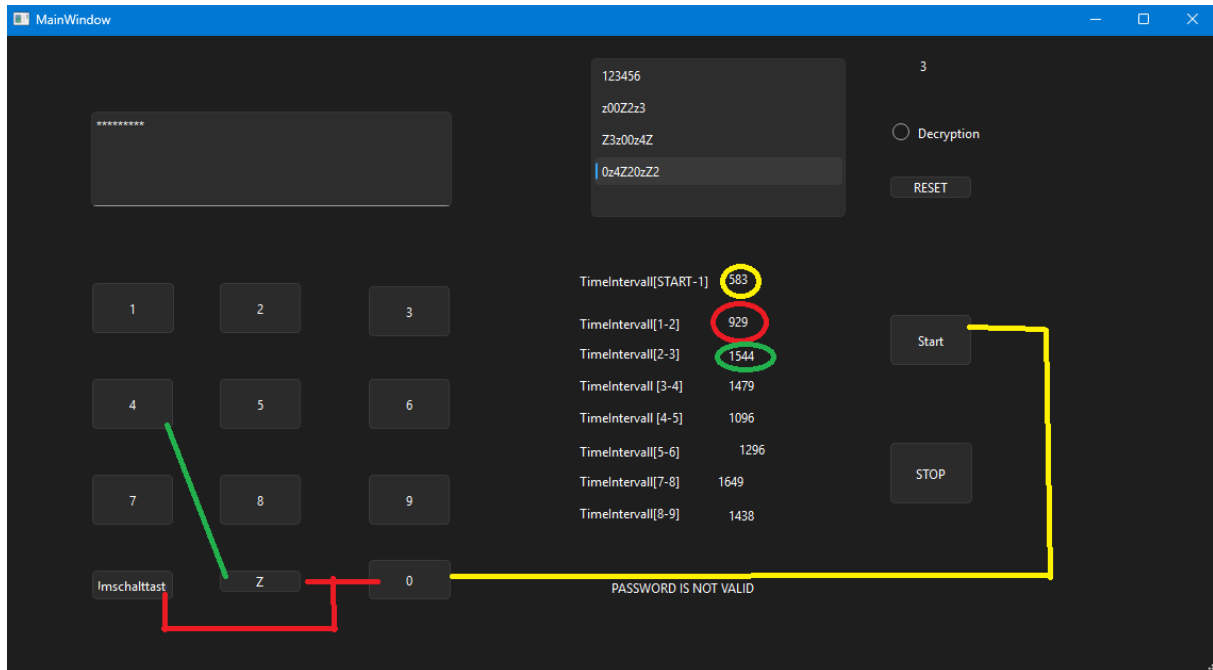 MainWindow
*********
1
2
3
4
5
6
7
8
9
Imschalttast
Z
0
123456
z00Z2z3
Z3z00z4Z
0z4Z20zZ2
3
Decryption
RESET
TimeIntervall[START-1] 583
TimeIntervall[1-2] 929
TimeIntervall[2-3] 1544
TimeIntervall [3-4] 1479
TimeIntervall [4-5] 1096
TimeIntervall[5-6] 1296
TimeIntervall[7-8] 1649
TimeIntervall[8-9] 1438
Start
STOP
PASSWORD IS NOT VALID